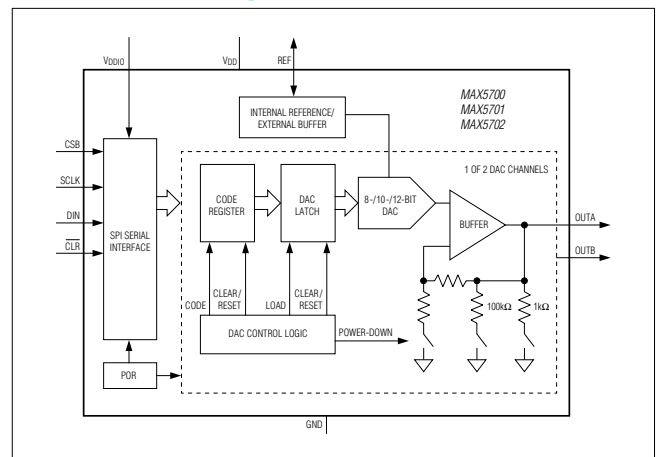 VDDIO
VDD
REF
MAX5700
MAX5701
MAX5702
INTERNAL REFERENCE/
EXTERNAL BUFFER
1 OF 2 DAC CHANNELS
CSB
SCLK
DIN
CLR
SPI SERIAL
INTERFACE
CODE
REGISTER
DAC
LATCH
8-/10-/12-BIT
DAC
BUFFER
OUTA
OUTB
CODE
CLEAR/
RESET
LOAD
CLEAR/
RESET
100kΩ
1kΩ
DAC CONTROL LOGIC
POWER-DOWN
POR
GND